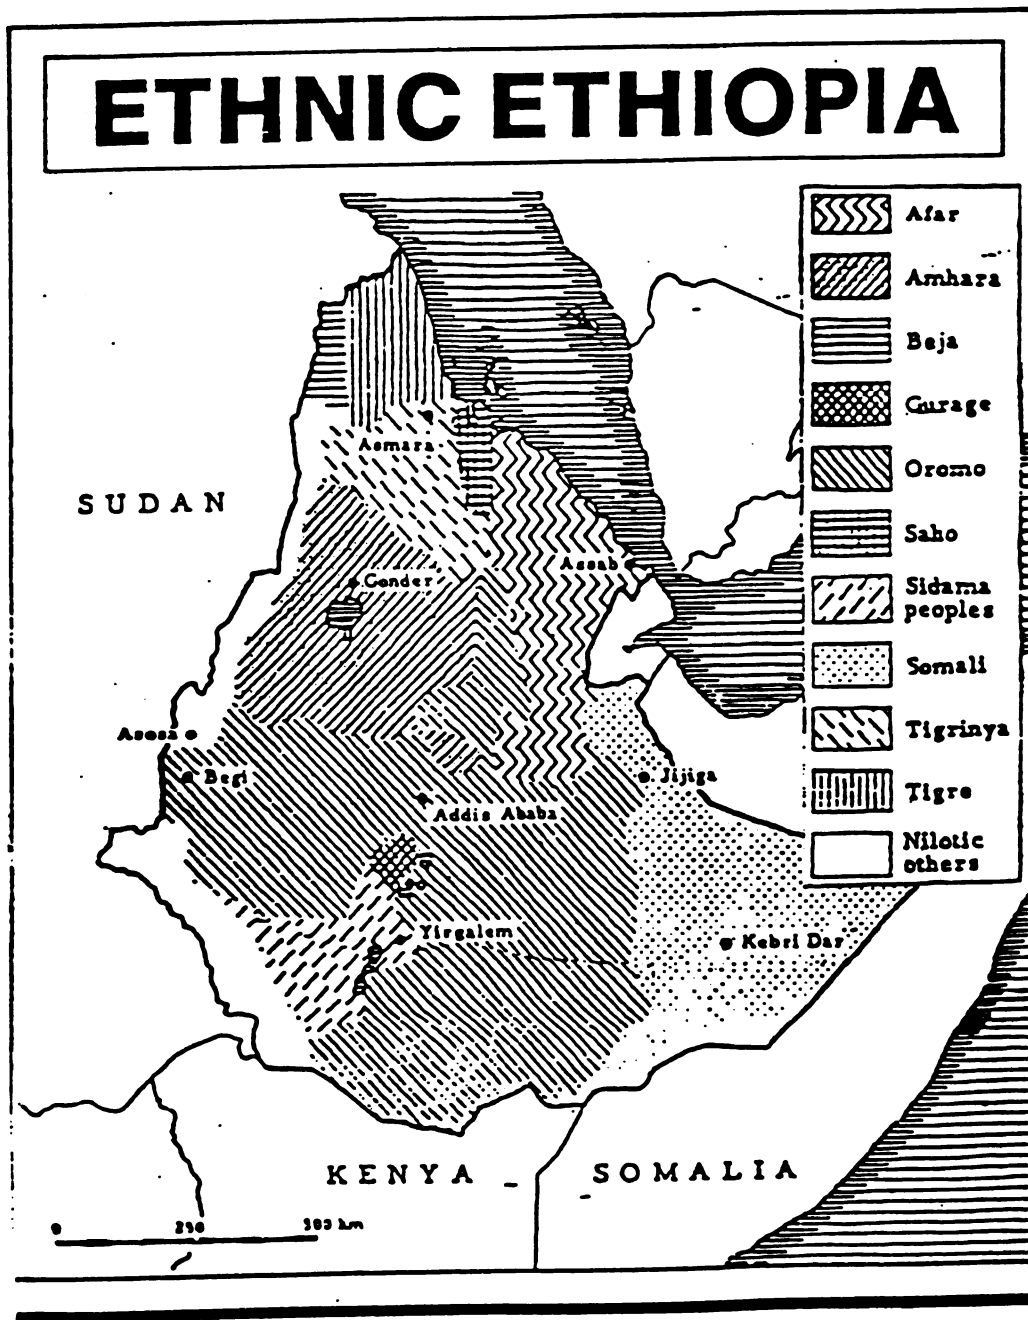 ETHNIC ETHIOPIA
Afar
Amhara
Beja
Gurage
Oromo
Saho
Sidama
peoples
Somali
Tigrinya
Tigre
Nilotic
others
Asmara
SUDAN
Assab
Gonder
Asosa
Begi
Jijiga
Addis Ababa
Yirgalem
Kebri Dar
KENYA
SOMALIA
0 250 500 km